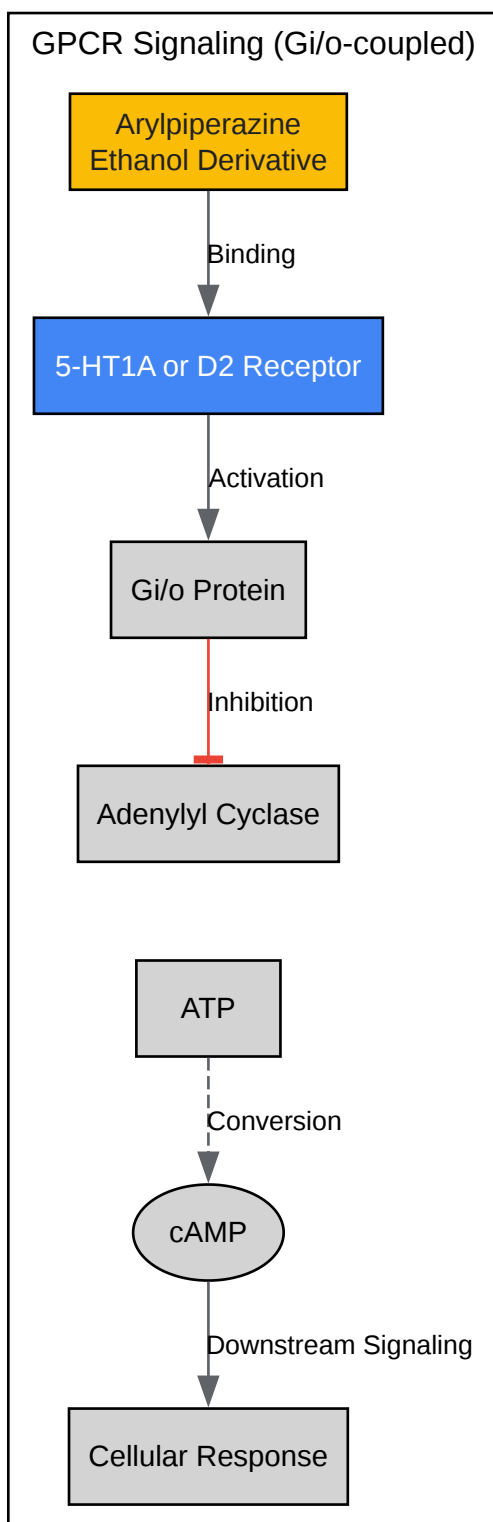 GPCR Signaling (Gi/o-coupled)
Arylpiperazine
Ethanol Derivative
Binding
5-HT1A or D2 Receptor
Activation
Gi/o Protein
Inhibition
Adenylyl Cyclase
ATP
Conversion
cAMP
Downstream Signaling
Cellular Response